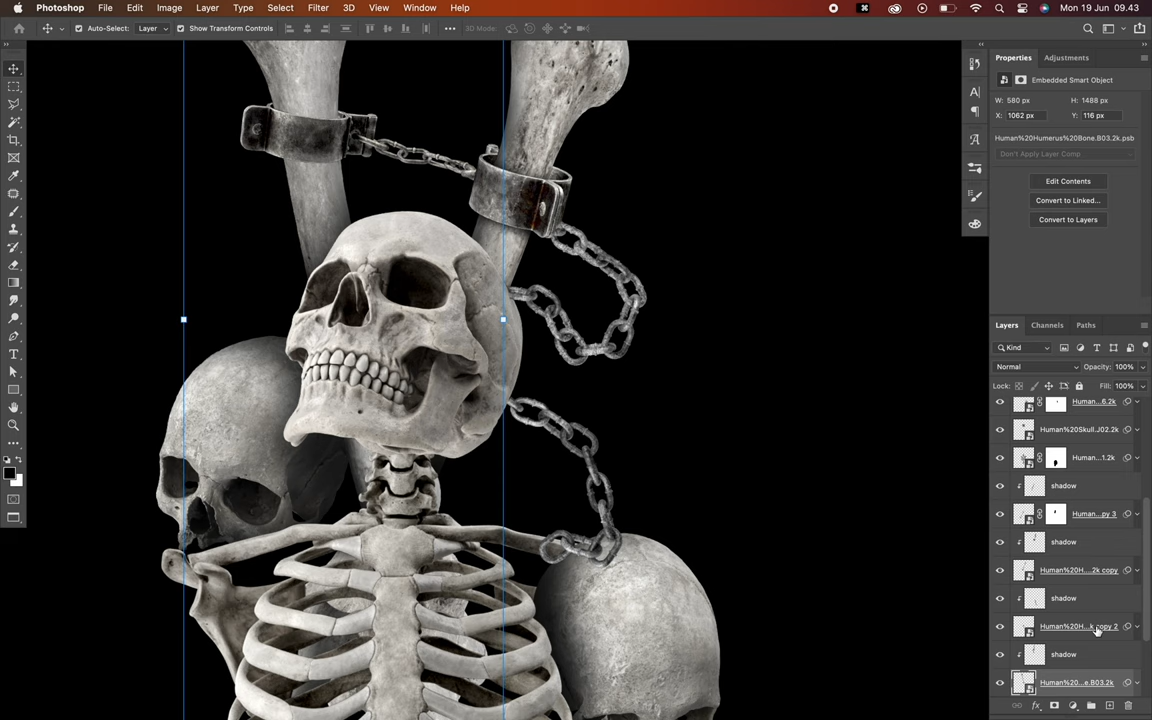 Photoshop File Edit Image Layer Type Select Filter 3D View Window Help Mon 19 Jun 09.43
Auto-Select: Layer Show Transform Controls 3D Mode:
Properties Adjustments
Embedded Smart Object
W: 580 px H: 1488 px
X: 1062 px Y: 116 px
Human%20Humerus%20Bone.B03.2k.psb
Don't Apply Layer Comp
Edit Contents
Convert to Linked...
Convert to Layers
Layers Channels Paths
Kind
Normal Opacity: 100%
Lock: Fill: 100%
Human...6.2k
Human%20Skull.J02.2k
Human...1.2k
shadow
Human...py 3
shadow
Human%20H....2k copy
shadow
Human%20H...k copy 2
shadow
Human%20...e.B03.2k
fx